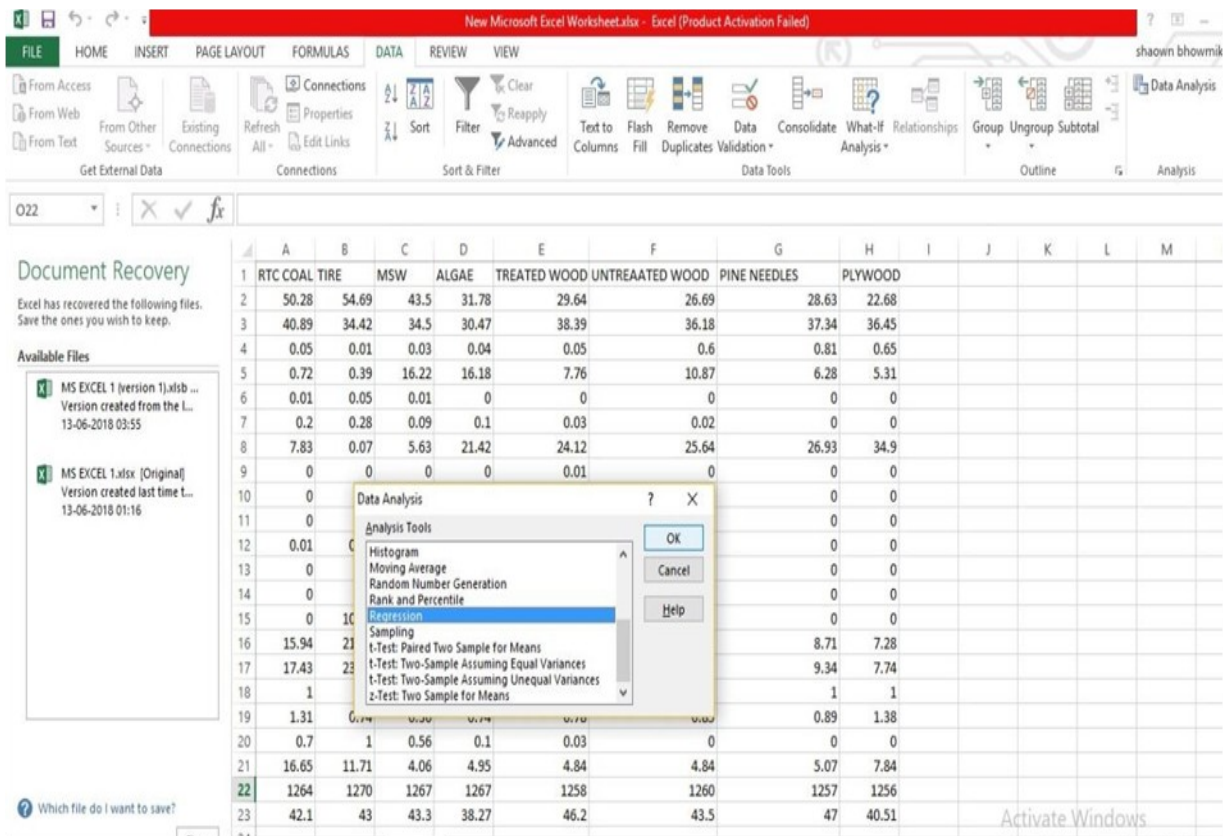 New Microsoft Excel Worksheet.xlsx - Excel (Product Activation Failed)
FILE HOME INSERT PAGE LAYOUT FORMULAS DATA REVIEW VIEW shaown bhowmik
From Access
From Web
From Text
From Other Sources
Existing Connections
Get External Data
Refresh All
Connections
Properties
Edit Links
Connections
Sort
Filter
Clear
Reapply
Advanced
Sort & Filter
Text to Columns
Flash Fill
Remove Duplicates
Data Validation
Consolidate
What-If Analysis
Relationships
Data Tools
Group
Ungroup
Subtotal
Outline
Data Analysis
Analysis
O22 fx
Document Recovery
Excel has recovered the following files.
Save the ones you wish to keep.
Available Files
MS EXCEL 1 (version 1).xlsb ...
Version created from the l...
13-06-2018 03:55
MS EXCEL 1.xlsx [Original]
Version created last time t...
13-06-2018 01:16
Which file do I want to save?
A B C D E F G H I J K L M
1 RTC COAL TIRE MSW ALGAE TREATED WOOD UNTREAATED WOOD PINE NEEDLES PLYWOOD
2 50.28 54.69 43.5 31.78 29.64 26.69 28.63 22.68
3 40.89 34.42 34.5 30.47 38.39 36.18 37.34 36.45
4 0.05 0.01 0.03 0.04 0.05 0.6 0.81 0.65
5 0.72 0.39 16.22 16.18 7.76 10.87 6.28 5.31
6 0.01 0.05 0.01 0 0 0 0 0
7 0.2 0.28 0.09 0.1 0.03 0.02 0 0
8 7.83 0.07 5.63 21.42 24.12 25.64 26.93 34.9
9 0 0 0 0 0.01 0 0 0
10 0 0 0
11 0 0 0
12 0.01 0 0
13 0 0 0
14 0 0 0
15 0 10 0 0
16 15.94 21 8.71 7.28
17 17.43 23 9.34 7.74
18 1 1 1
19 1.31 0.74 0.74 0.78 0.89 1.38
20 0.7 1 0.56 0.1 0.03 0 0 0
21 16.65 11.71 4.06 4.95 4.84 4.84 5.07 7.84
22 1264 1270 1267 1267 1258 1260 1257 1256
23 42.1 43 43.3 38.27 46.2 43.5 47 40.51
Data Analysis ?
Analysis Tools
Histogram
Moving Average
Random Number Generation
Rank and Percentile
Regression
Sampling
t-Test: Paired Two Sample for Means
t-Test: Two-Sample Assuming Equal Variances
t-Test: Two-Sample Assuming Unequal Variances
z-Test: Two Sample for Means
OK
Cancel
Help
Activate Windows